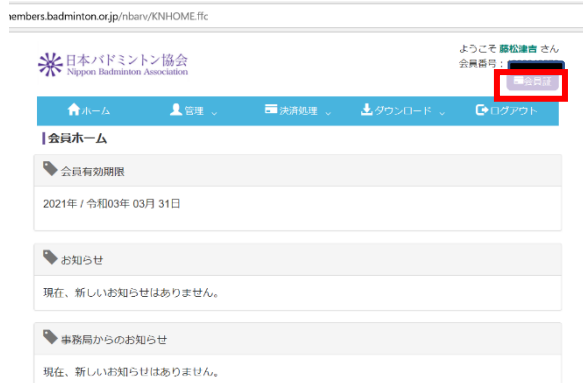 embers.badminton.or.jp/nbarv/KNHOME.ffc
日本バドミントン協会
Nippon Badminton Association
ようこそ 藤松建吉 さん
会員番号：
会員証
ホーム 管理 決済処理 ダウンロード ログアウト
会員ホーム
会員有効期限
2021年 / 令和03年 03月 31日
お知らせ
現在、新しいお知らせはありません。
事務局からのお知らせ
現在、新しいお知らせはありません。